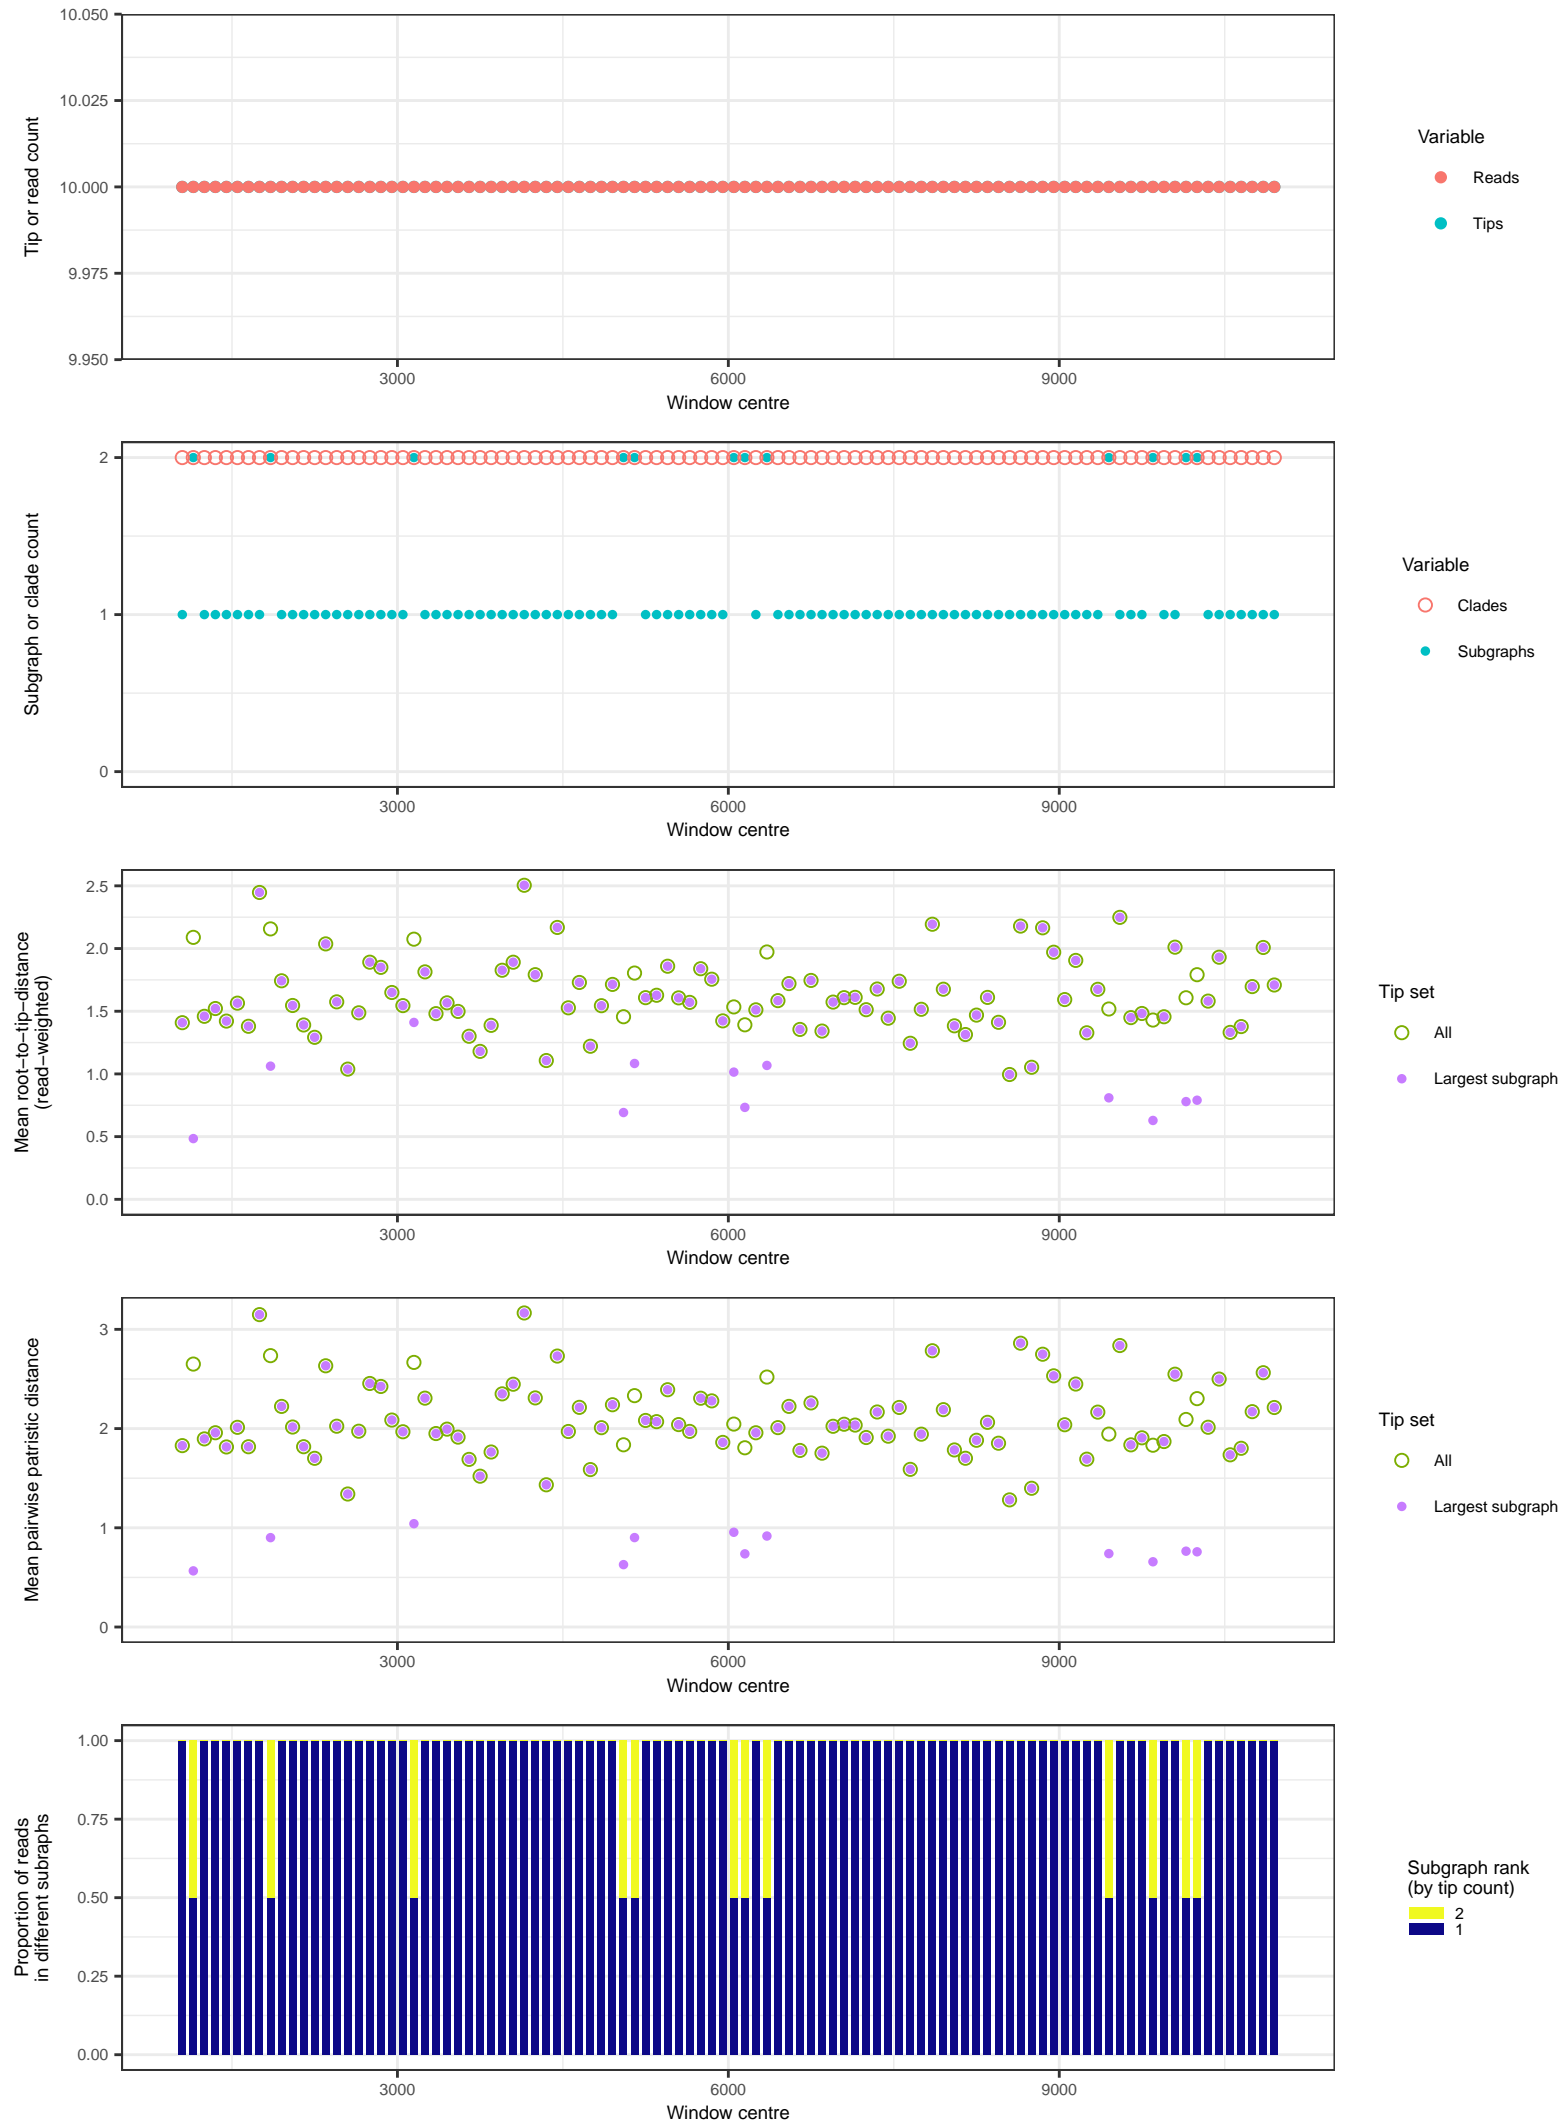 10.050
10.025
10.000
9.975
9.950
Tip or read count
3000
6000
9000
Window centre
Variable
Reads
Tips
2
1
0
Subgraph or clade count
3000
6000
9000
Window centre
Variable
Clades
Subgraphs
2.5
2.0
1.5
1.0
0.5
0.0
Mean root−to−tip−distance
(read−weighted)
3000
6000
9000
Window centre
Tip set
All
Largest subgraph
3
2
1
0
Mean pairwise patristic distance
3000
6000
9000
Window centre
Tip set
All
Largest subgraph
1.00
0.75
0.50
0.25
0.00
Proportion of reads
in different subraphs
3000
6000
9000
Window centre
Subgraph rank
(by tip count)
2
1